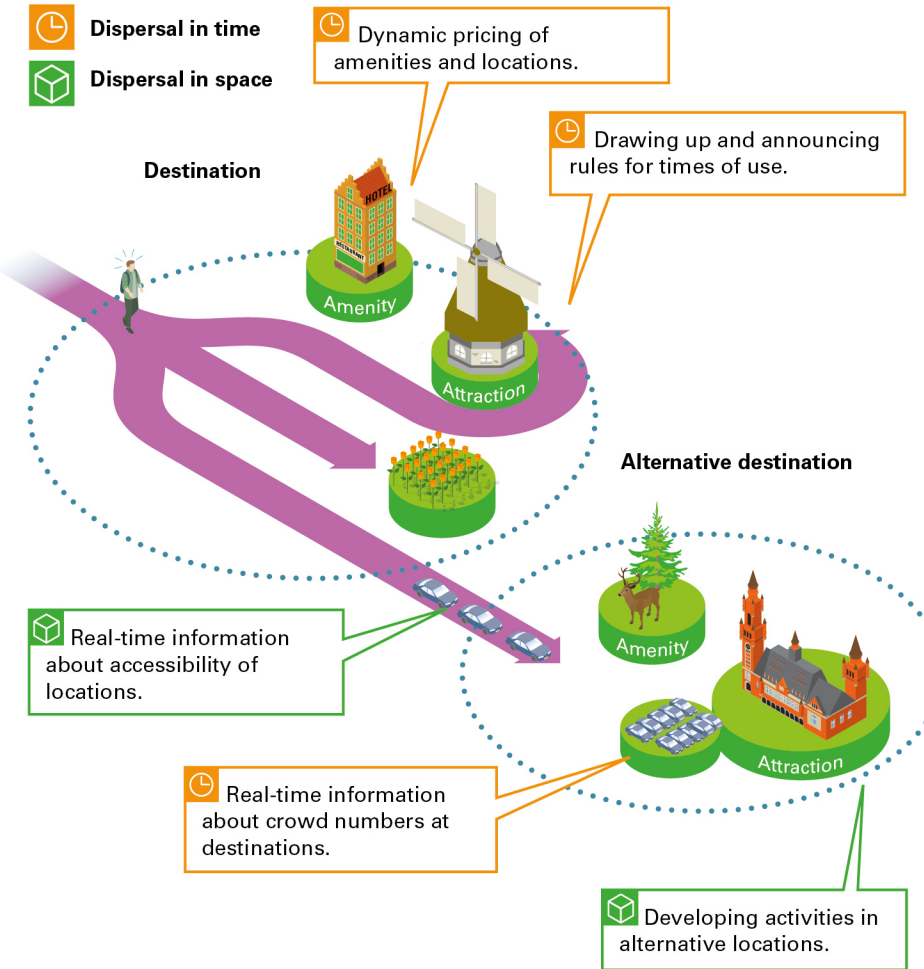 Dispersal in time
Dispersal in space
Dynamic pricing of
amenities and locations.
Drawing up and announcing
rules for times of use.
Destination
HOTEL
RESTAURANT
Amenity
Attraction
Alternative destination
Amenity
Real-time information
about accessibility of
locations.
Attraction
Real-time information
about crowd numbers at
destinations.
Developing activities in
alternative locations.